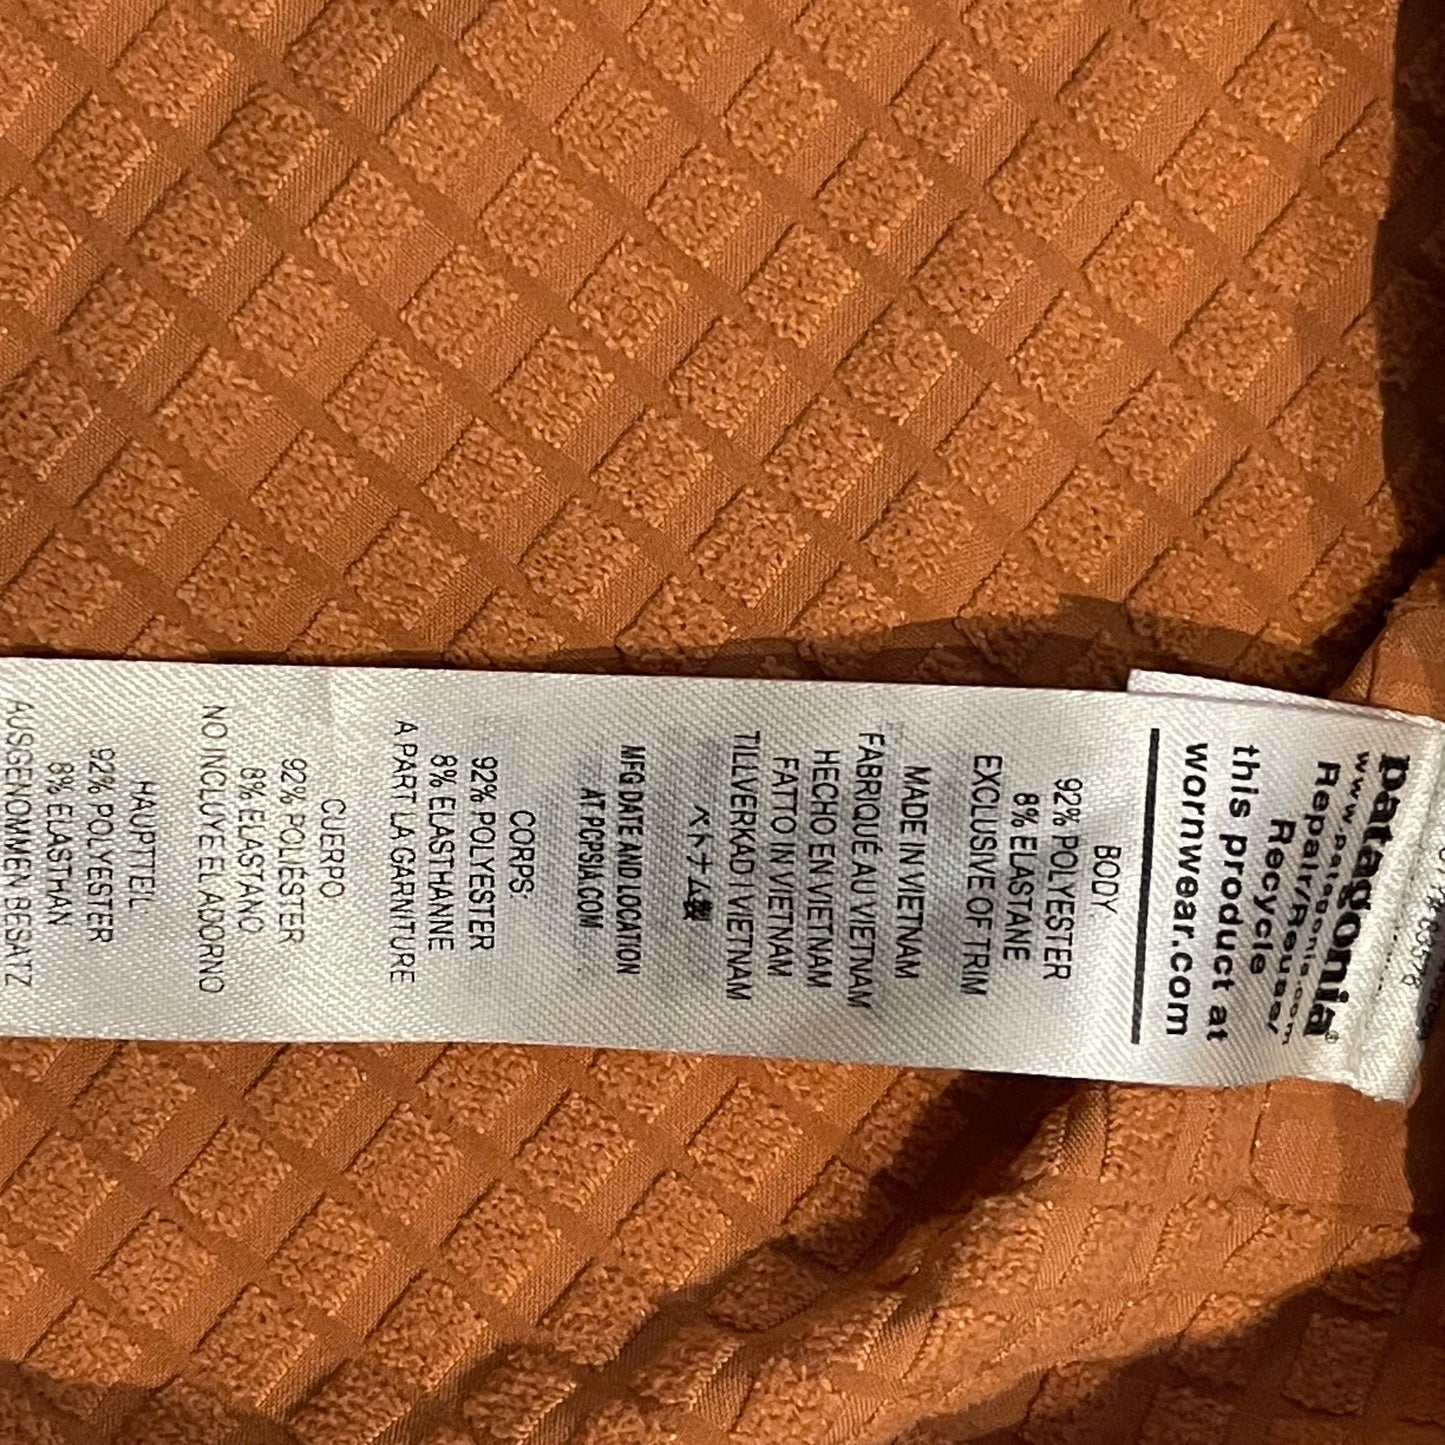 patagonia®
www.patagonia.com
Repair/Reuse/
Recycle
this product at
wornwear.com
BODY:
92% POLYESTER
8% ELASTANE
EXCLUSIVE OF TRIM
MADE IN VIETNAM
FABRIQUÉ AU VIETNAM
HECHO EN VIETNAM
FATTO IN VIETNAM
TILLVERKAD I VIETNAM
ベトナム製
MFG DATE AND LOCATION
AT PCPSIA.COM
CORPS:
92% POLYESTER
8% ELASTHANNE
A PART LA GARNITURE
CUERPO
92% POLIÉSTER
8% ELASTANO
NO INCLUYE EL ADORNO
HAUPTTEL:
92% POLYESTER
8% ELASTHAN
AUSSENOMMEN BESATZ